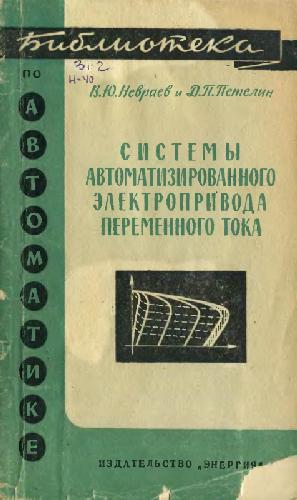 Библиотека
ПО
АВТОМАТИКЕ
В.Ю.Невраев и Д.П.Петелин
СИСТЕМЫ
АВТОМАТИЗИРОВАННОГО
ЭЛЕКТРОПРИВОДА
ПЕРЕМЕННОГО ТОКА
ИЗДАТЕЛЬСТВО „ЭНЕРГИЯ“